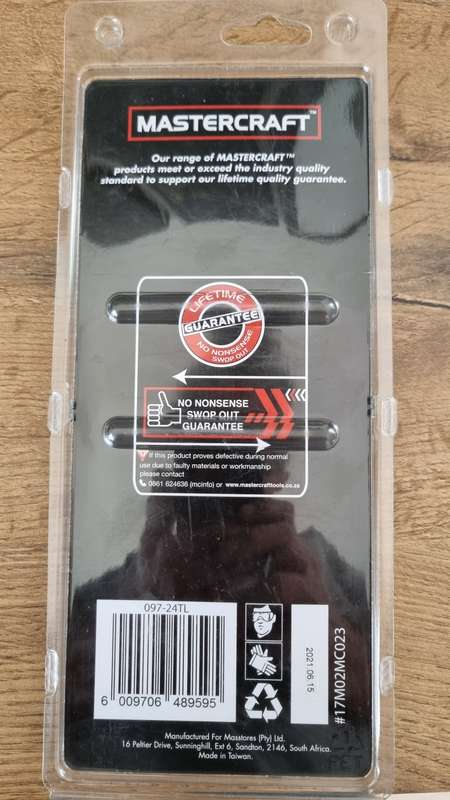 MASTERCRAFT™
Our range of MASTERCRAFT™
products meet or exceed the industry quality
standard to support our lifetime quality guarantee.
LIFETIME
GUARANTEE
NO NONSENSE
SWOP OUT
NO NONSENSE
SWOP OUT
GUARANTEE
If this product proves defective during normal
use due to faulty materials or workmanship
please contact
0861 624636 (mcinfo) or www.mastercrafttools.co.za
097-24TL
6 009706 489595
2021.06.15
#17M02MC023
PET
Manufactured For Masstores (Pty) Ltd.
16 Peltier Drive, Sunninghill, Ext 6, Sandton, 2146, South Africa.
Made in Taiwan.